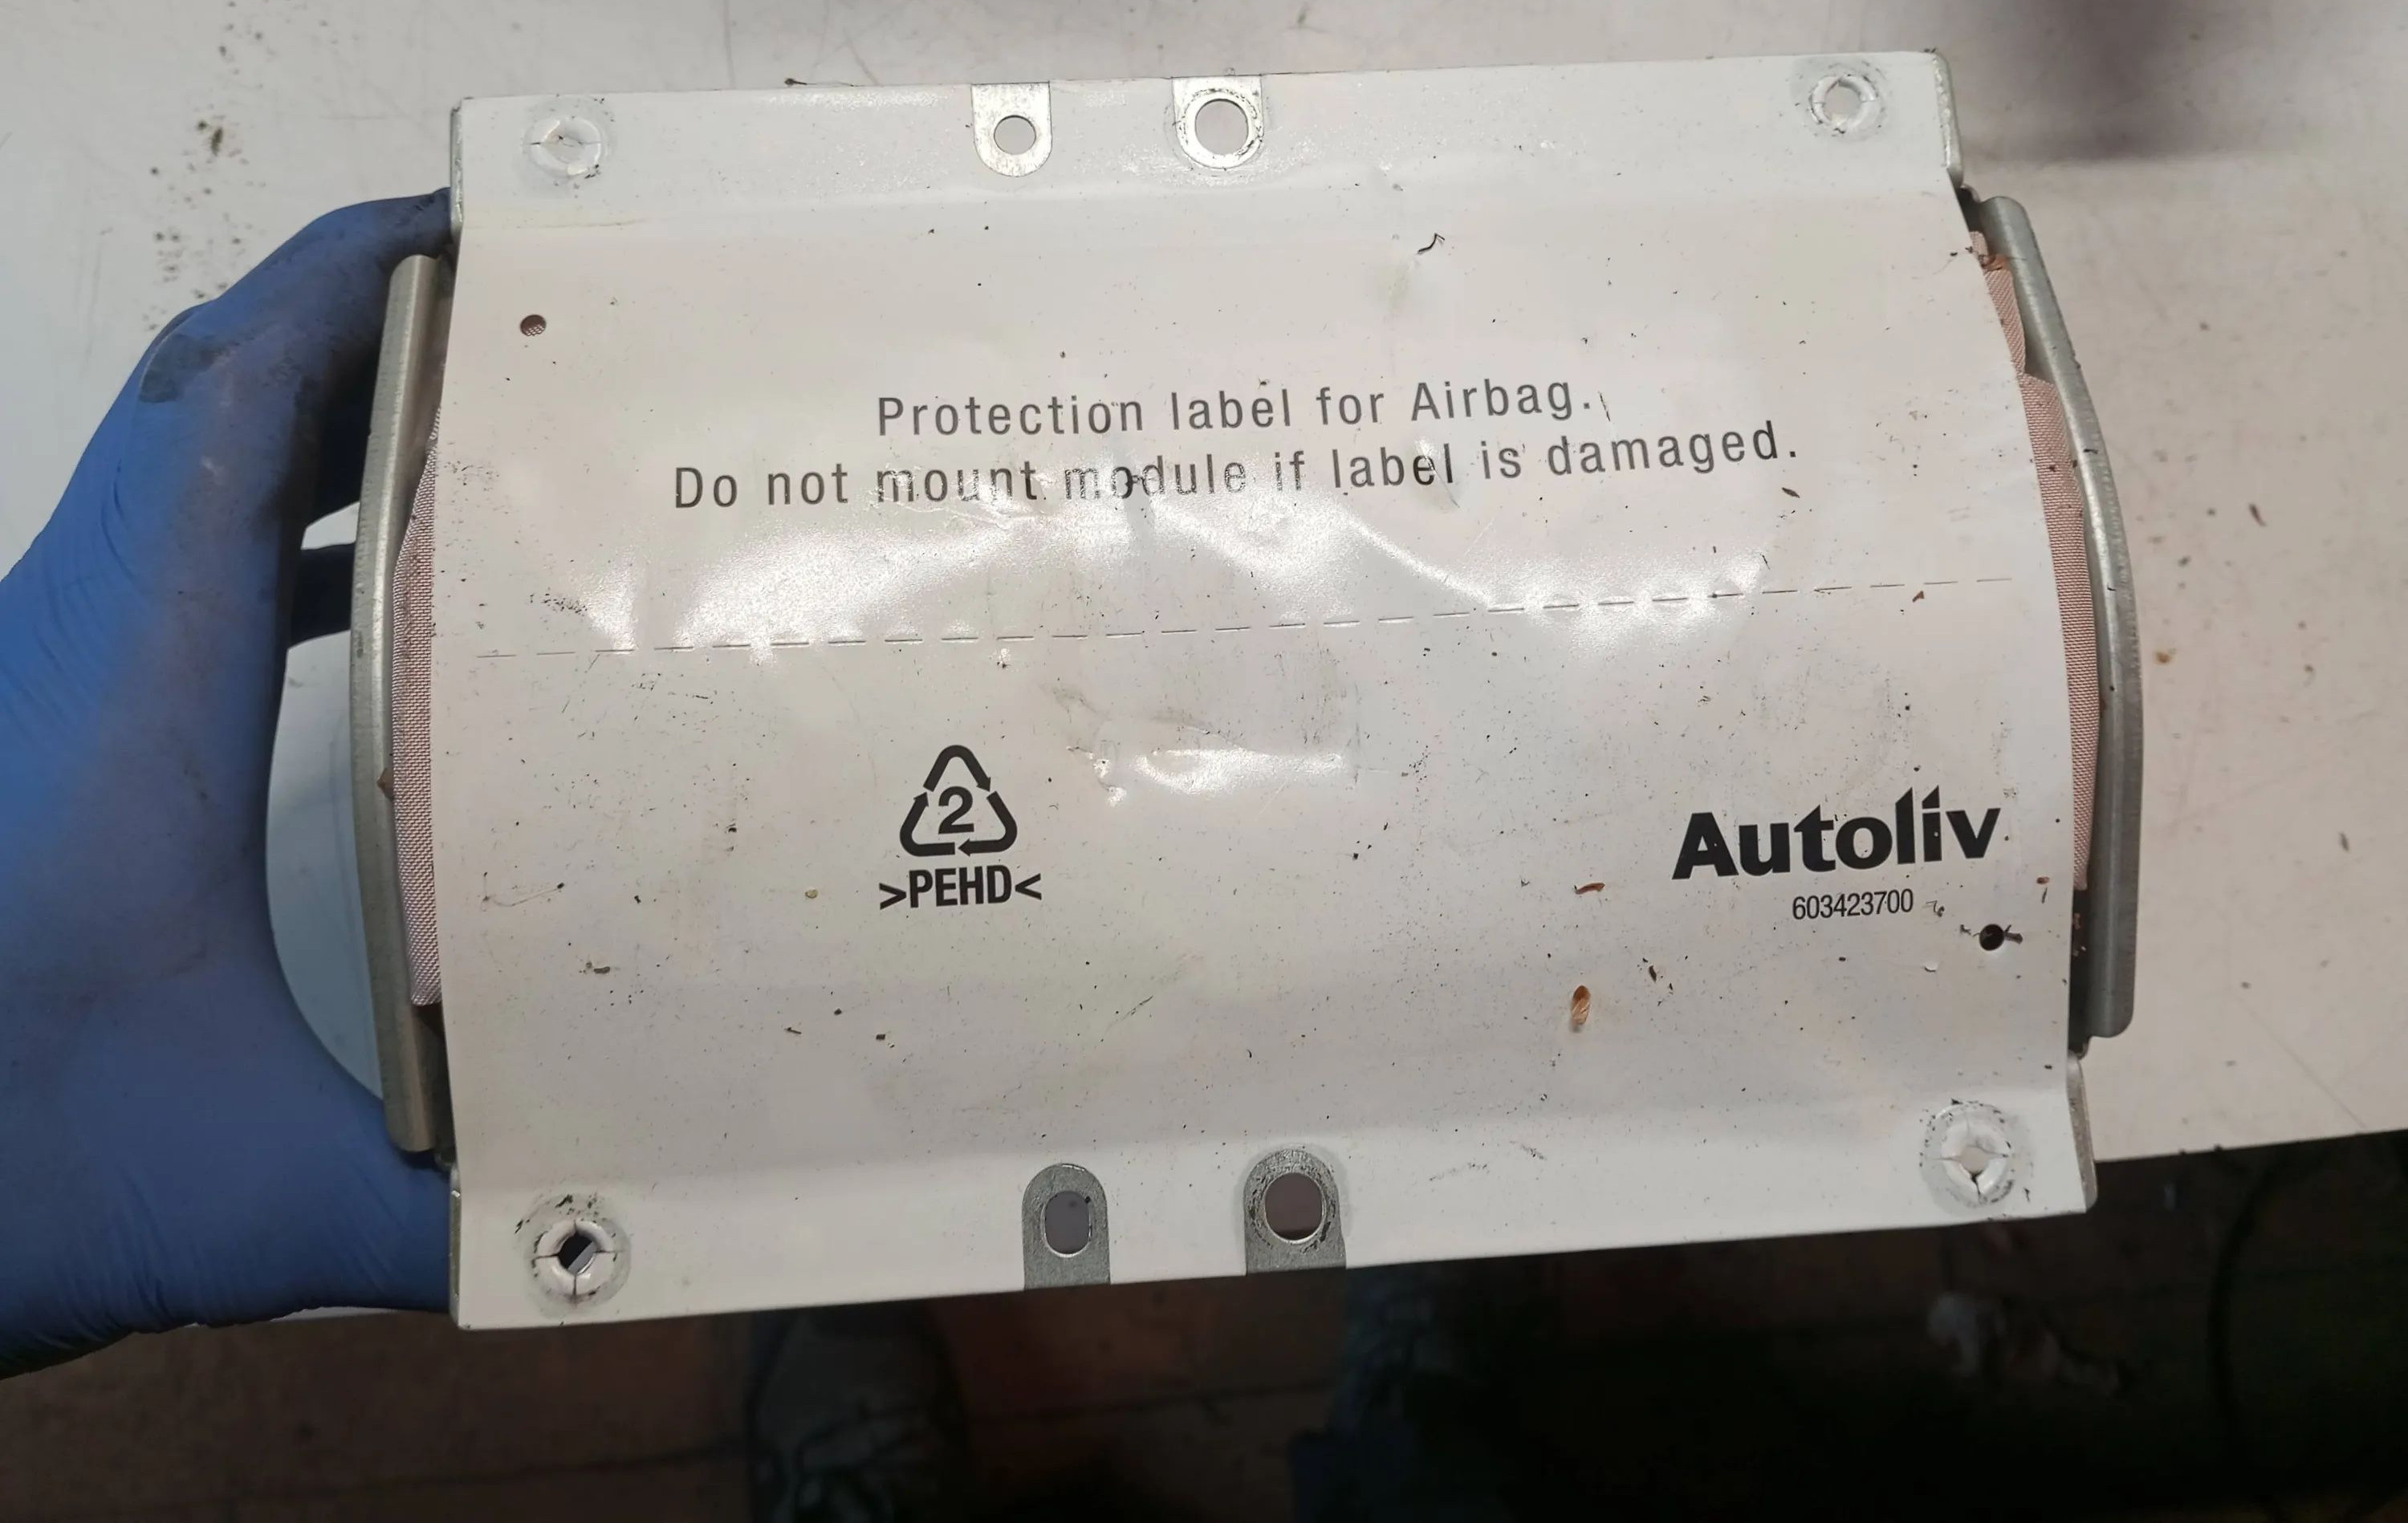 Protection label for Airbag.
Do not mount module if label is damaged.
2
>PEHD<
Autoliv
603423700